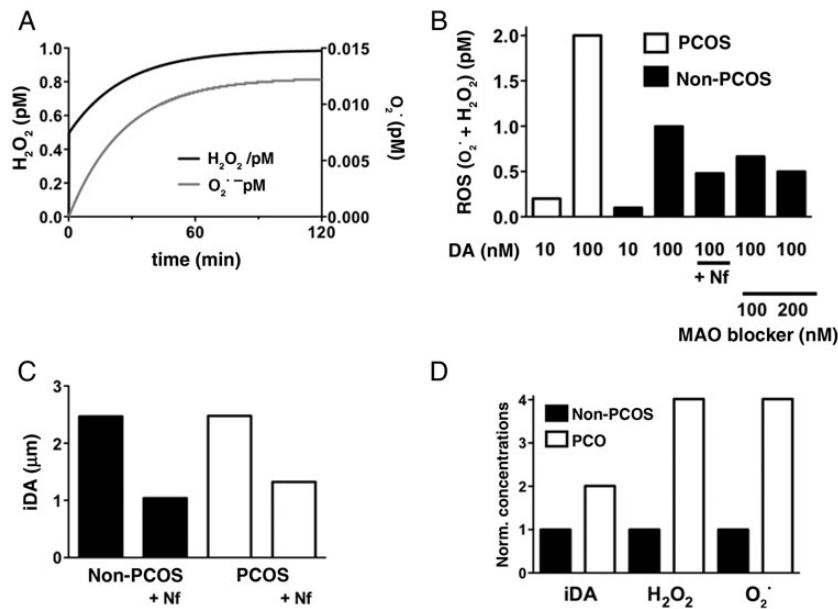 A
H₂O₂ (pM)
1.0
0.8
0.6
0.4
0.2
0.0
0.015
0.010
0.005
0.000
O₂˙ (pM)
H₂O₂ /pM
O₂˙⁻ pM
0 60 120
time (min)
B
ROS (O₂˙ + H₂O₂) (pM)
2.0
1.5
1.0
0.5
0.0
PCOS
Non-PCOS
DA (nM) 10 100 10 100 100 100 100
+ Nf
100 200
MAO blocker (nM)
C
iDA (μm)
3
2
1
0
Non-PCOS PCOS
+ Nf + Nf
D
Norm. concentrations
4
3
2
1
0
Non-PCOS
PCO
iDA H₂O₂ O₂˙